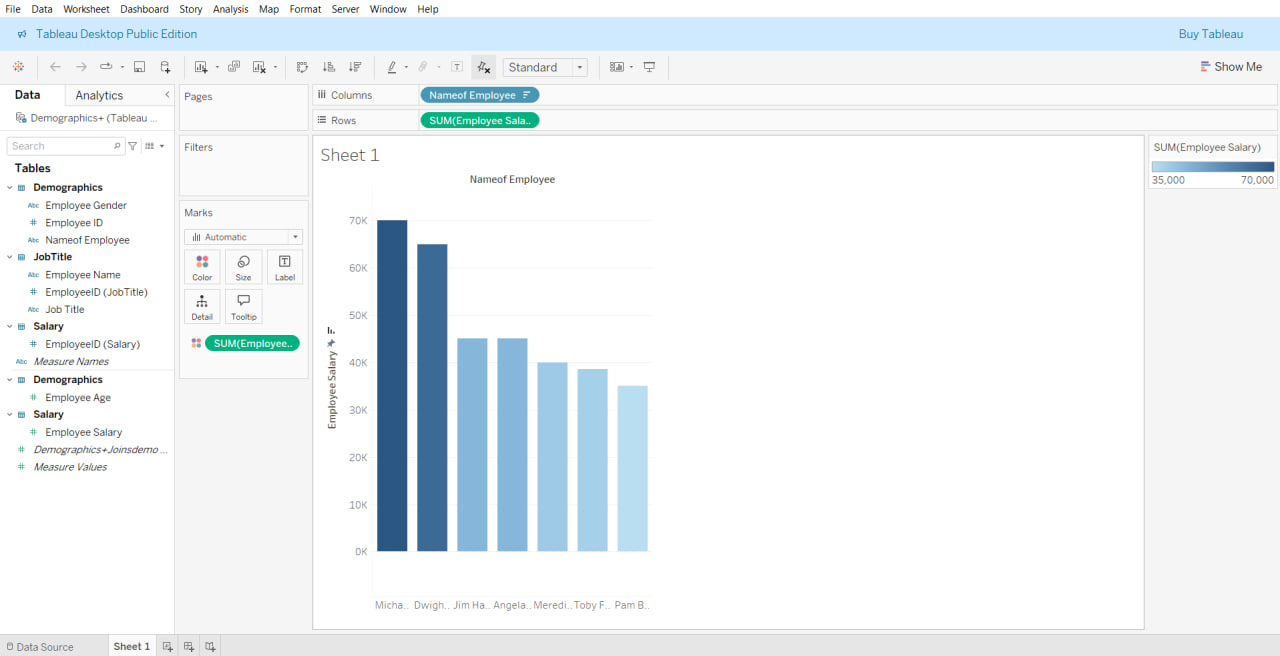 File Data Worksheet Dashboard Story Analysis Map Format Server Window Help
Tableau Desktop Public Edition Buy Tableau
Standard Show Me
Data Analytics
Demographics+ (Tableau ...
Search
Tables
Demographics
Abc Employee Gender
# Employee ID
Abc Nameof Employee
JobTitle
Abc Employee Name
# EmployeeID (JobTitle)
Abc Job Title
Salary
# EmployeeID (Salary)
Abc Measure Names
Demographics
# Employee Age
Salary
# Employee Salary
# Demographics+Joinsdemo ...
# Measure Values
Pages
Filters
Marks
Automatic
Color Size Label
Detail Tooltip
SUM(Employee..
Columns Nameof Employee
Rows SUM(Employee Sala..
Sheet 1
Nameof Employee
Employee Salary
70K
60K
50K
40K
30K
20K
10K
0K
Micha.. Dwigh.. Jim Ha.. Angela.. Meredi.. Toby F.. Pam B..
SUM(Employee Salary)
35,000 70,000
Data Source Sheet 1